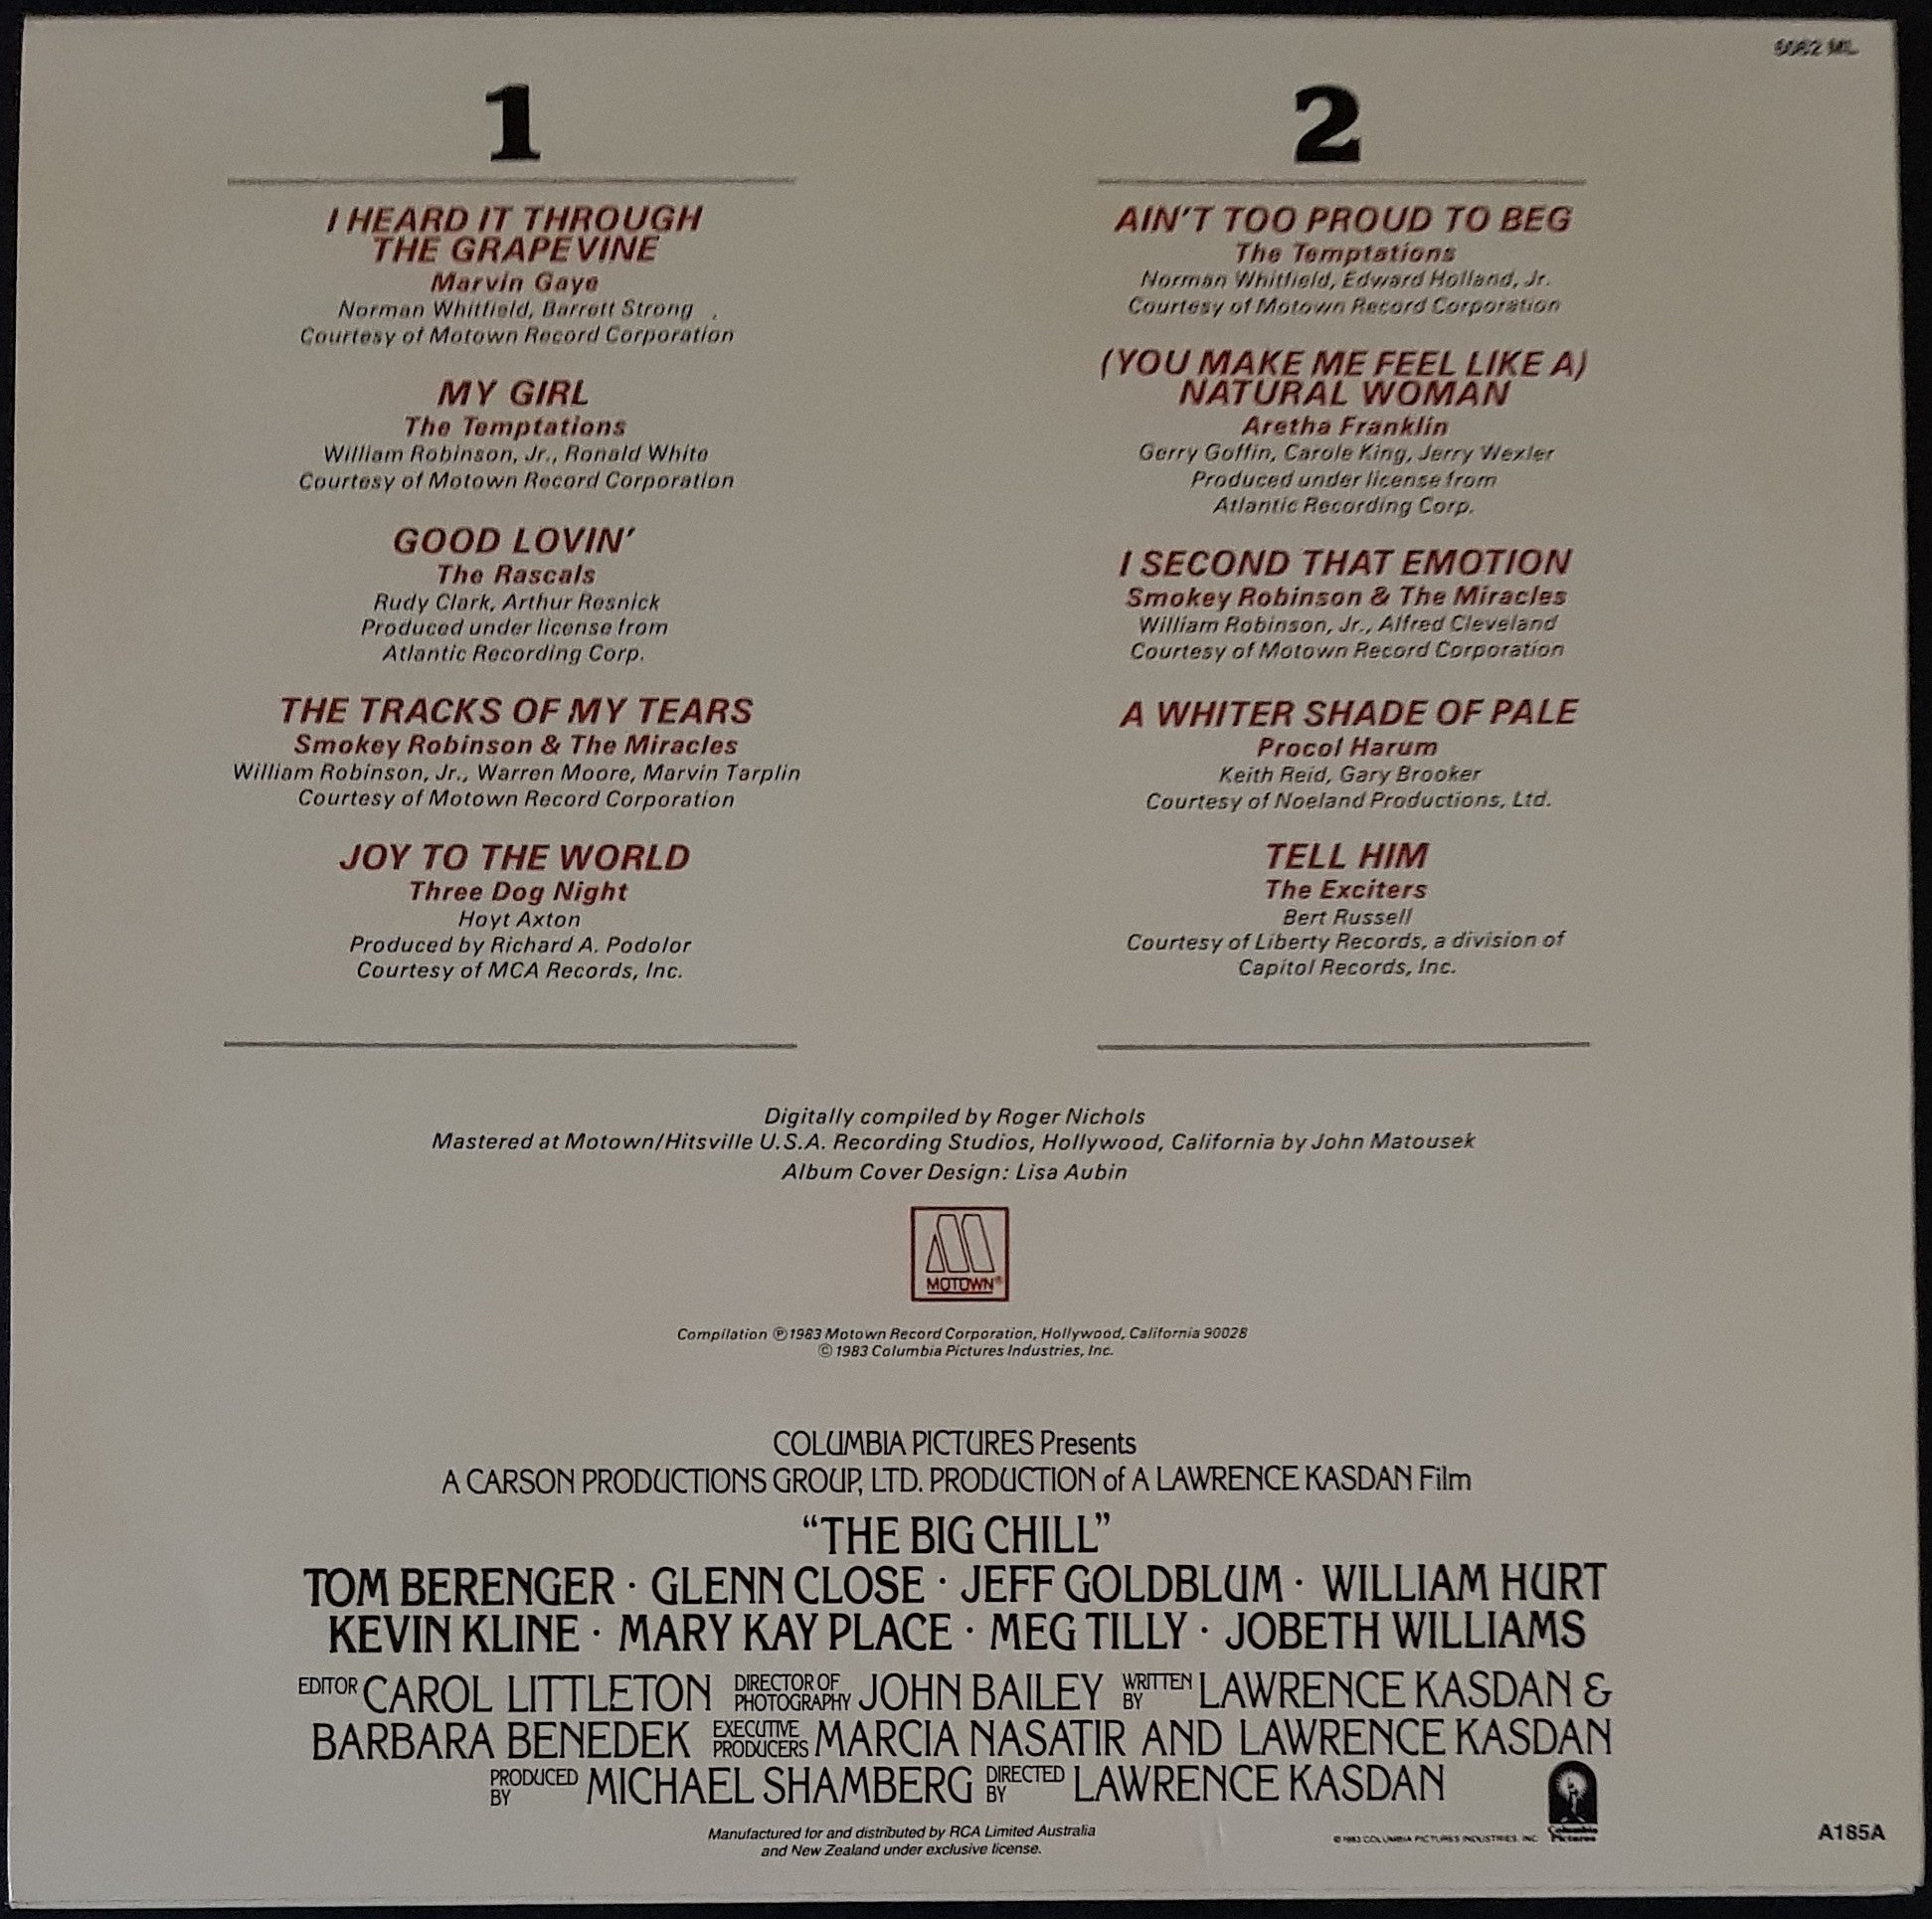 6062 ML
1
I HEARD IT THROUGH
THE GRAPEVINE
Marvin Gaye
Norman Whitfield, Barrett Strong
Courtesy of Motown Record Corporation
MY GIRL
The Temptations
William Robinson, Jr., Ronald White
Courtesy of Motown Record Corporation
GOOD LOVIN'
The Rascals
Rudy Clark, Arthur Resnick
Produced under license from
Atlantic Recording Corp.
THE TRACKS OF MY TEARS
Smokey Robinson & The Miracles
William Robinson, Jr., Warren Moore, Marvin Tarplin
Courtesy of Motown Record Corporation
JOY TO THE WORLD
Three Dog Night
Hoyt Axton
Produced by Richard A. Podolor
Courtesy of MCA Records, Inc.
2
AIN'T TOO PROUD TO BEG
The Temptations
Norman Whitfield, Edward Holland, Jr.
Courtesy of Motown Record Corporation
(YOU MAKE ME FEEL LIKE A)
NATURAL WOMAN
Aretha Franklin
Gerry Goffin, Carole King, Jerry Wexler
Produced under license from
Atlantic Recording Corp.
I SECOND THAT EMOTION
Smokey Robinson & The Miracles
William Robinson, Jr., Alfred Cleveland
Courtesy of Motown Record Corporation
A WHITER SHADE OF PALE
Procol Harum
Keith Reid, Gary Brooker
Courtesy of Noeland Productions, Ltd.
TELL HIM
The Exciters
Bert Russell
Courtesy of Liberty Records, a division of
Capitol Records, Inc.
Digitally compiled by Roger Nichols
Mastered at Motown/Hitsville U.S.A. Recording Studios, Hollywood, California by John Matousek
Album Cover Design: Lisa Aubin
MOTOWN®
Compilation ℗1983 Motown Record Corporation, Hollywood, California 90028
© 1983 Columbia Pictures Industries, Inc.
COLUMBIA PICTURES Presents
A CARSON PRODUCTIONS GROUP, LTD. PRODUCTION of A LAWRENCE KASDAN Film
“THE BIG CHILL”
TOM BERENGER · GLENN CLOSE · JEFF GOLDBLUM · WILLIAM HURT
KEVIN KLINE · MARY KAY PLACE · MEG TILLY · JOBETH WILLIAMS
EDITOR CAROL LITTLETON DIRECTOR OF PHOTOGRAPHY JOHN BAILEY WRITTEN BY LAWRENCE KASDAN &
BARBARA BENEDEK EXECUTIVE PRODUCERS MARCIA NASATIR AND LAWRENCE KASDAN
PRODUCED BY MICHAEL SHAMBERG DIRECTED BY LAWRENCE KASDAN
Manufactured for and distributed by RCA Limited Australia
and New Zealand under exclusive license.
© 1983 COLUMBIA PICTURES INDUSTRIES, INC.
Columbia
Pictures
A185A